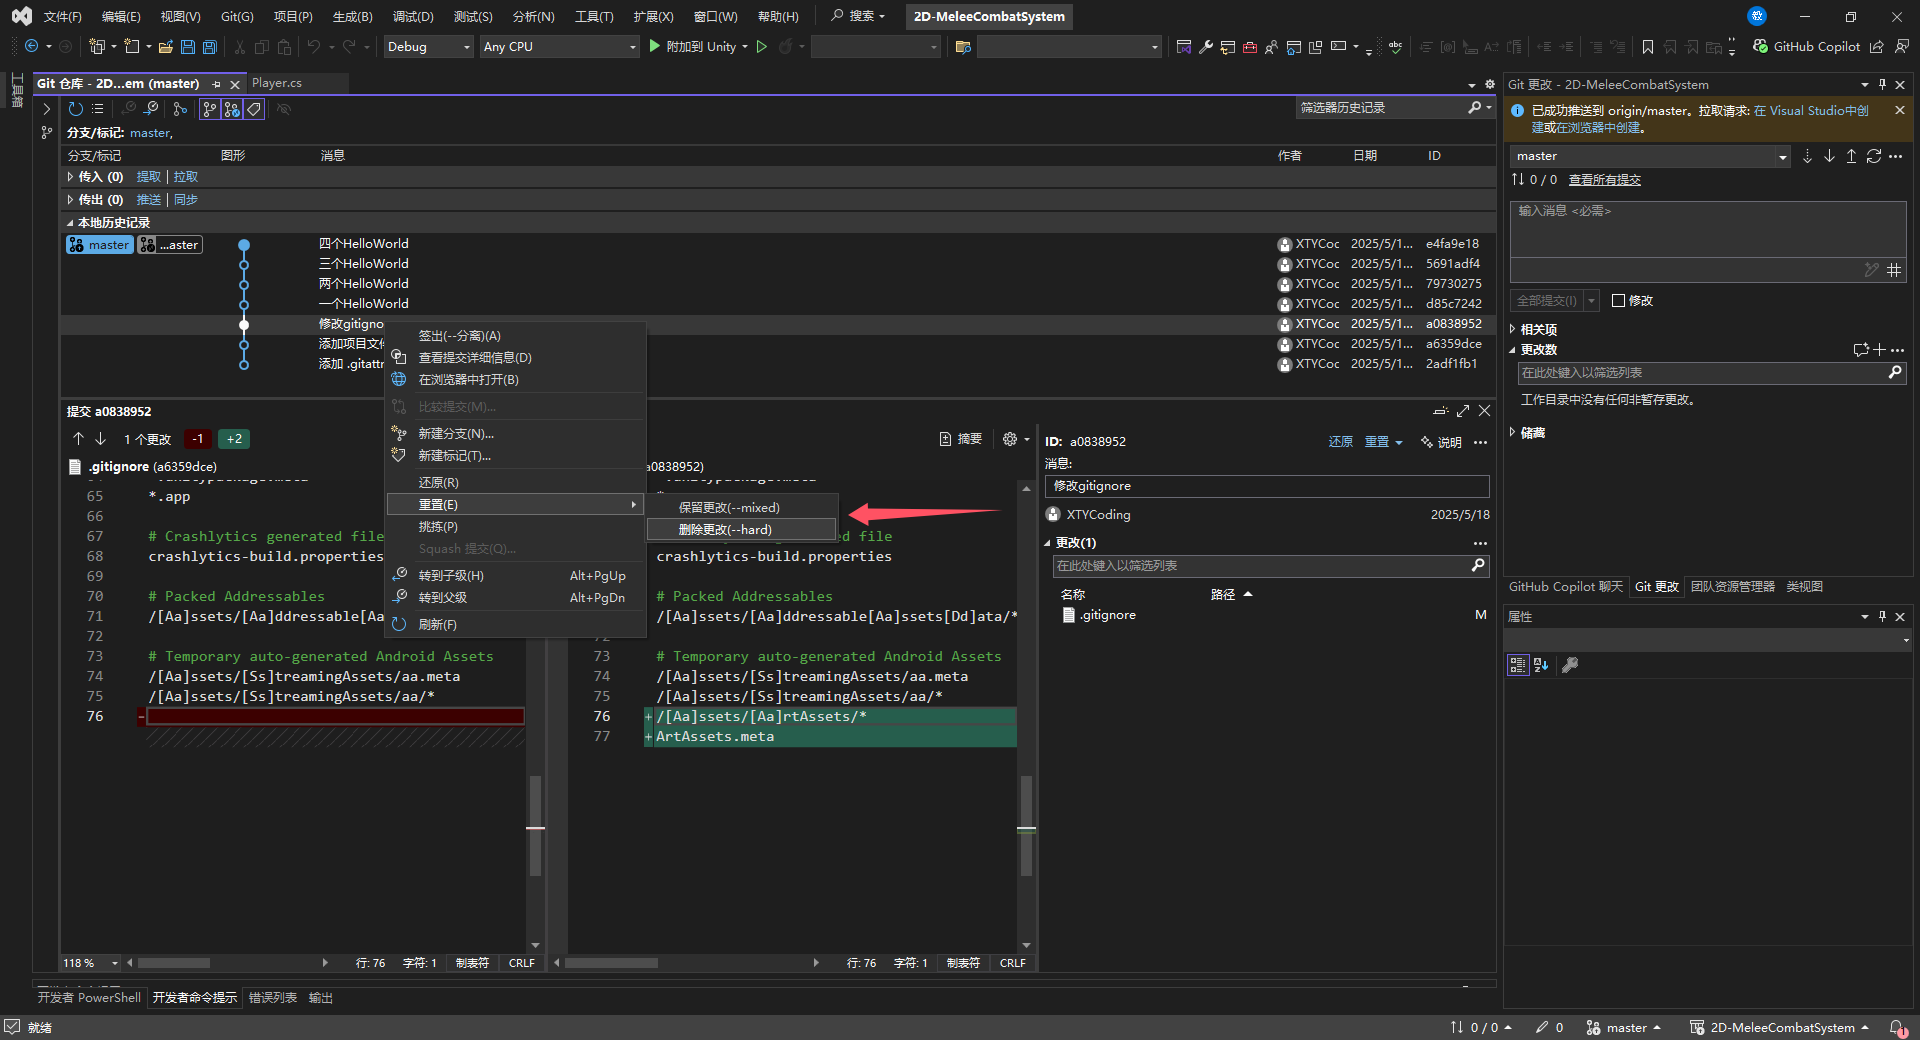 文件(F) 编辑(E) 视图(V) Git(G) 项目(P) 生成(B) 调试(D) 测试(S) 分析(N) 工具(T) 扩展(X) 窗口(W) 帮助(H) 搜索 2D-MeleeCombatSystem
Debug Any CPU 附加到 Unity GitHub Copilot
工具箱
Git 仓库 - 2D...em (master) Player.cs
筛选器历史记录
分支/标记: master,
分支/标记 图形 消息 作者 日期 ID
传入 (0) 提取 | 拉取
传出 (0) 推送 | 同步
本地历史记录
master ...aster 四个HelloWorld XTYCoc 2025/5/1... e4fa9e18
三个HelloWorld XTYCoc 2025/5/1... 5691adf4
两个HelloWorld XTYCoc 2025/5/1... 79730275
一个HelloWorld XTYCoc 2025/5/1... d85c7242
修改gitigno XTYCoc 2025/5/1... a0838952
添加项目文件 XTYCoc 2025/5/1... a6359dce
添加 .gitattr XTYCoc 2025/5/1... 2adf1fb1
签出(--分离)(A)
查看提交详细信息(D)
在浏览器中打开(B)
比较提交(M)...
新建分支(N)...
新建标记(T)...
还原(R)
重置(E)
挑拣(P)
Squash 提交(Q)...
转到子级(H) Alt+PgUp
转到父级 Alt+PgDn
刷新(F)
保留更改(--mixed)
删除更改(--hard)
提交 a0838952
1 个更改 -1 +2 摘要
.gitignore (a6359dce)
65 *.app
66
67 # Crashlytics generated file
68 crashlytics-build.properties
69
70 # Packed Addressables
71 /[Aa]ssets/[Aa]ddressable[Aa
72
73 # Temporary auto-generated Android Assets
74 /[Aa]ssets/[Ss]treamingAssets/aa.meta
75 /[Aa]ssets/[Ss]treamingAssets/aa/*
76 -
a0838952)
ed file
crashlytics-build.properties
# Packed Addressables
/[Aa]ssets/[Aa]ddressable[Aa]ssets[Dd]ata/*
72
73 # Temporary auto-generated Android Assets
74 /[Aa]ssets/[Ss]treamingAssets/aa.meta
75 /[Aa]ssets/[Ss]treamingAssets/aa/*
76 +/[Aa]ssets/[Aa]rtAssets/*
77 +ArtAssets.meta
118 % 行: 76 字符: 1 制表符 CRLF
行: 76 字符: 1 制表符 CRLF
ID: a0838952 还原 重置 说明
消息:
修改gitignore
XTYCoding 2025/5/18
更改(1)
在此处键入以筛选列表
名称 路径
.gitignore M
Git 更改 - 2D-MeleeCombatSystem
已成功推送到 origin/master。拉取请求: 在 Visual Studio中创
建或在浏览器中创建。
master
0 / 0 查看所有提交
输入消息 <必需>
全部提交(I) 修改
相关项
更改数
在此处键入以筛选列表
工作目录中没有任何非暂存更改。
储藏
GitHub Copilot 聊天 Git 更改 团队资源管理器 类视图
属性
开发者 PowerShell 开发者命令提示 错误列表 输出
就绪 0 / 0 0 master 2D-MeleeCombatSystem 1